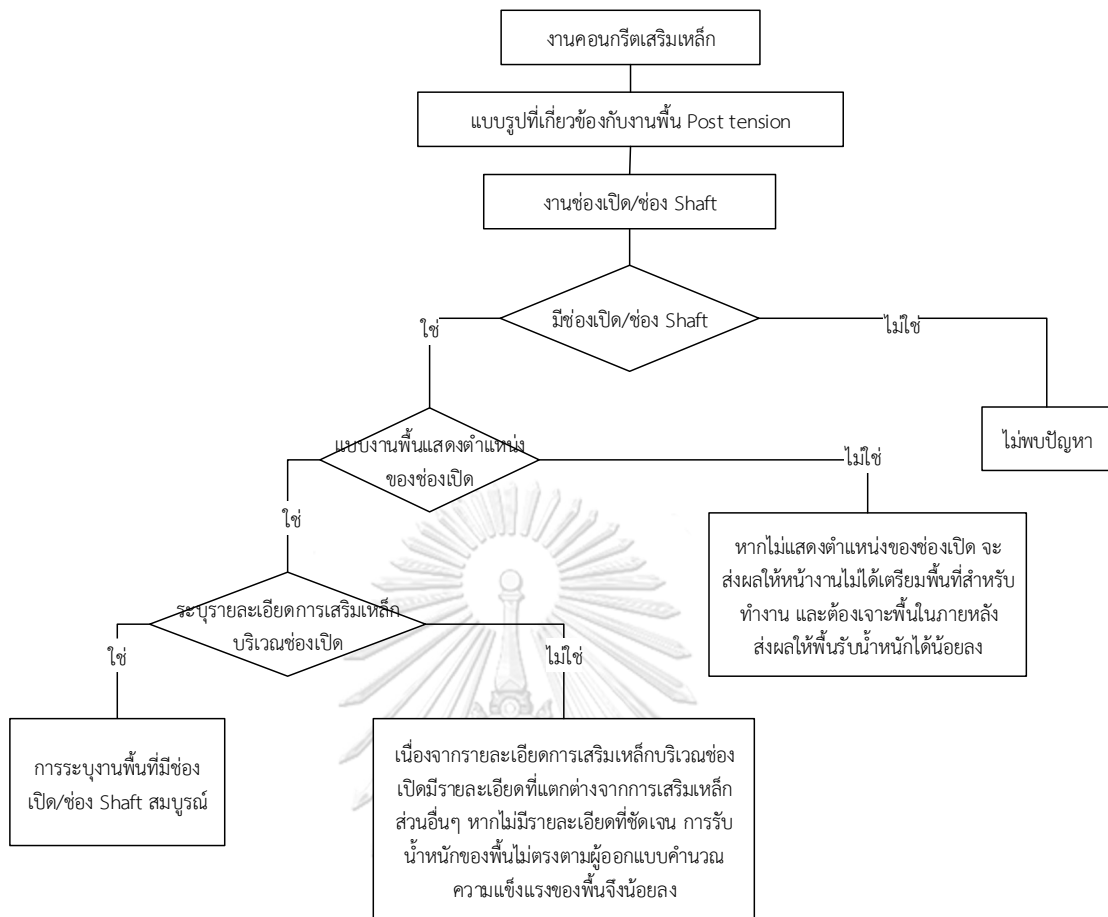 งานคอนกรีตเสริมเหล็ก
แบบรูปที่เกี่ยวข้องกับงานพื้น Post tension
งานช่องเปิด/ช่อง Shaft
มีช่องเปิด/ช่อง Shaft
ใช่
ไม่ใช่
แบบงานพื้นแสดงตำแหน่ง
ของช่องเปิด
ไม่พบปัญหา
ใช่
ไม่ใช่
หากไม่แสดงตำแหน่งของช่องเปิด จะ
ส่งผลให้หน้างานไม่ได้เตรียมพื้นที่สำหรับ
ทำงาน และต้องเจาะพื้นในภายหลัง
ส่งผลให้พื้นรับน้ำหนักได้น้อยลง
ระบุรายละเอียดการเสริมเหล็ก
บริเวณช่องเปิด
ใช่
ไม่ใช่
การระบุงานพื้นที่มีช่อง
เปิด/ช่อง Shaft สมบูรณ์
เนื่องจากรายละเอียดการเสริมเหล็กบริเวณช่อง
เปิดมีรายละเอียดที่แตกต่างจากการเสริมเหล็ก
ส่วนอื่นๆ หากไม่มีรายละเอียดที่ชัดเจน การรับ
น้ำหนักของพื้นไม่ตรงตามผู้ออกแบบคำนวณ
ความแข็งแรงของพื้นจึงน้อยลง